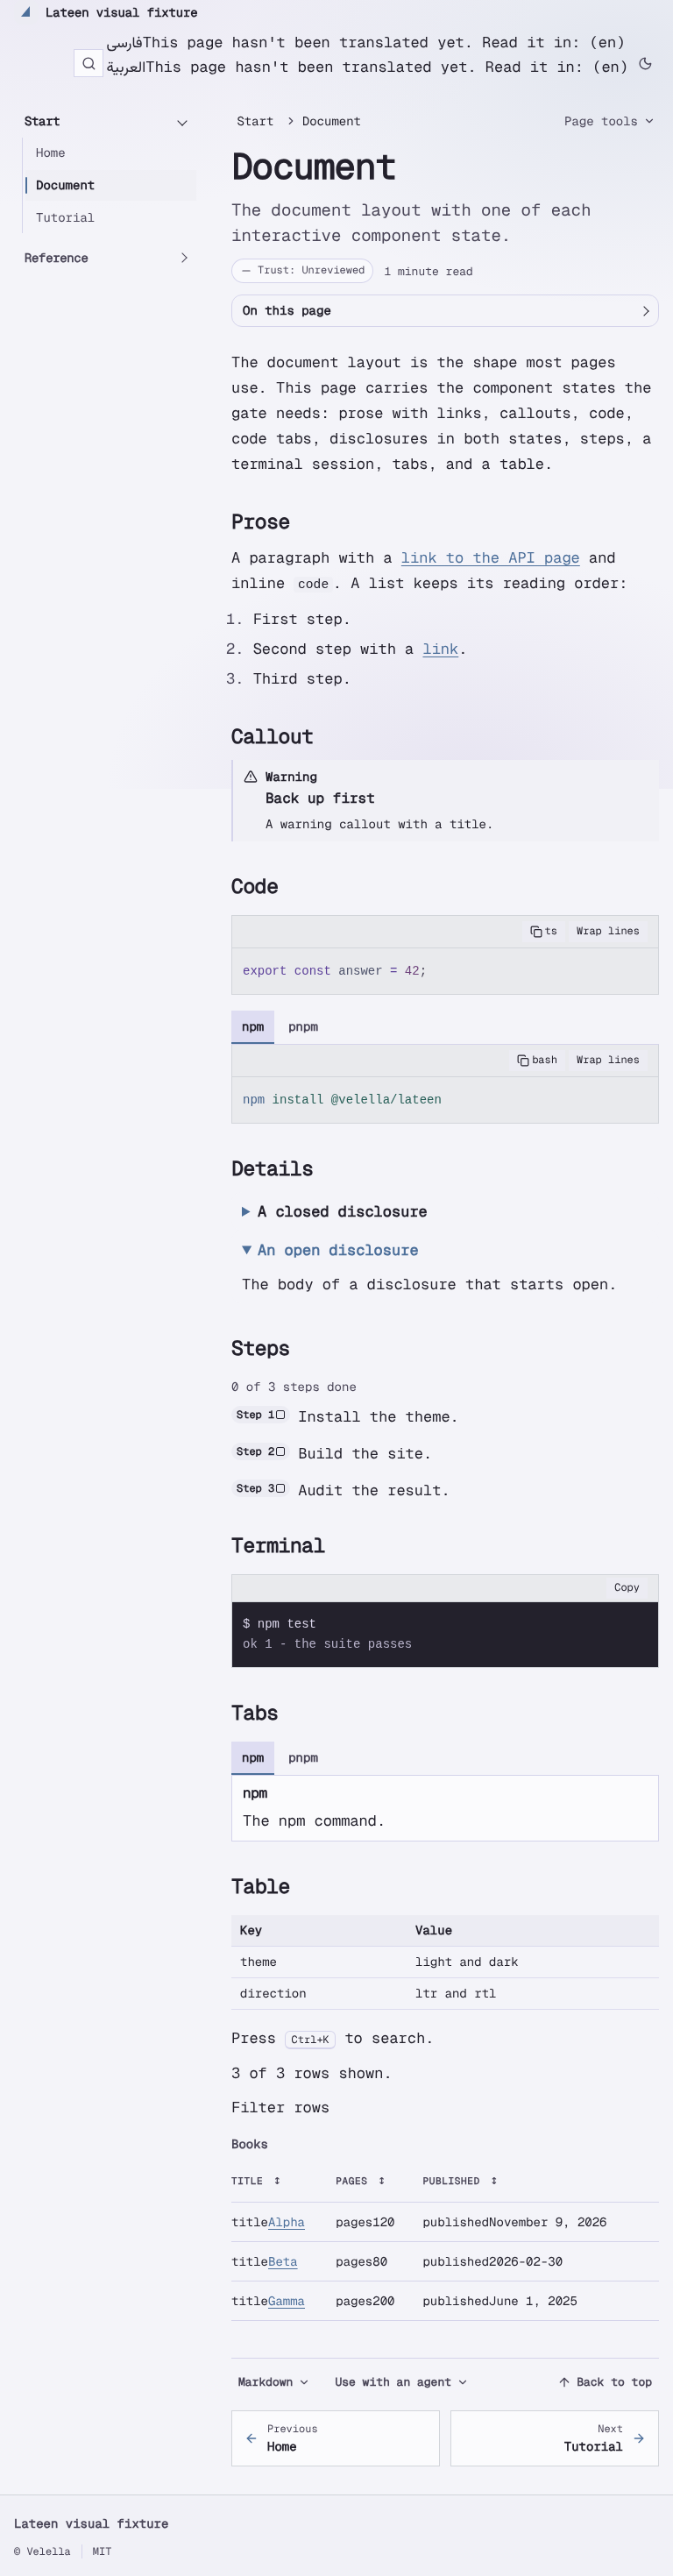 Lateen visual fixture
فارسی This page hasn't been translated yet. Read it in: (en)
العربية This page hasn't been translated yet. Read it in: (en)
Start
Home
Document
Tutorial
Reference
Start > Document
Page tools
Document
The document layout with one of each
interactive component state.
— Trust: Unreviewed
1 minute read
On this page
The document layout is the shape most pages
use. This page carries the component states the
gate needs: prose with links, callouts, code,
code tabs, disclosures in both states, steps, a
terminal session, tabs, and a table.
Prose
A paragraph with a link to the API page and
inline code. A list keeps its reading order:
1. First step.
2. Second step with a link.
3. Third step.
Callout
Warning
Back up first
A warning callout with a title.
Code
ts Wrap lines
export const answer = 42;
npm pnpm
bash Wrap lines
npm install @velella/lateen
Details
A closed disclosure
An open disclosure
The body of a disclosure that starts open.
Steps
0 of 3 steps done
Step 1 Install the theme.
Step 2 Build the site.
Step 3 Audit the result.
Terminal
Copy
$ npm test
ok 1 - the suite passes
Tabs
npm pnpm
npm
The npm command.
Table
Key Value
theme light and dark
direction ltr and rtl
Press Ctrl+K to search.
3 of 3 rows shown.
Filter rows
Books
TITLE ↕ PAGES ↕ PUBLISHED ↕
titleAlpha pages120 publishedNovember 9, 2026
titleBeta pages80 published2026-02-30
titleGamma pages200 publishedJune 1, 2025
Markdown Use with an agent ↑ Back to top
← Previous
Home
Next →
Tutorial
Lateen visual fixture
© Velella MIT